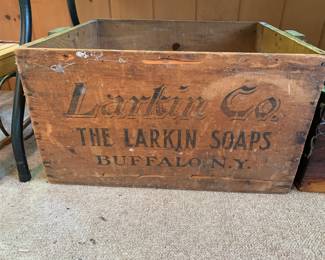 Larkin Co.
THE LARKIN SOAPS
BUFFALO, N.Y.